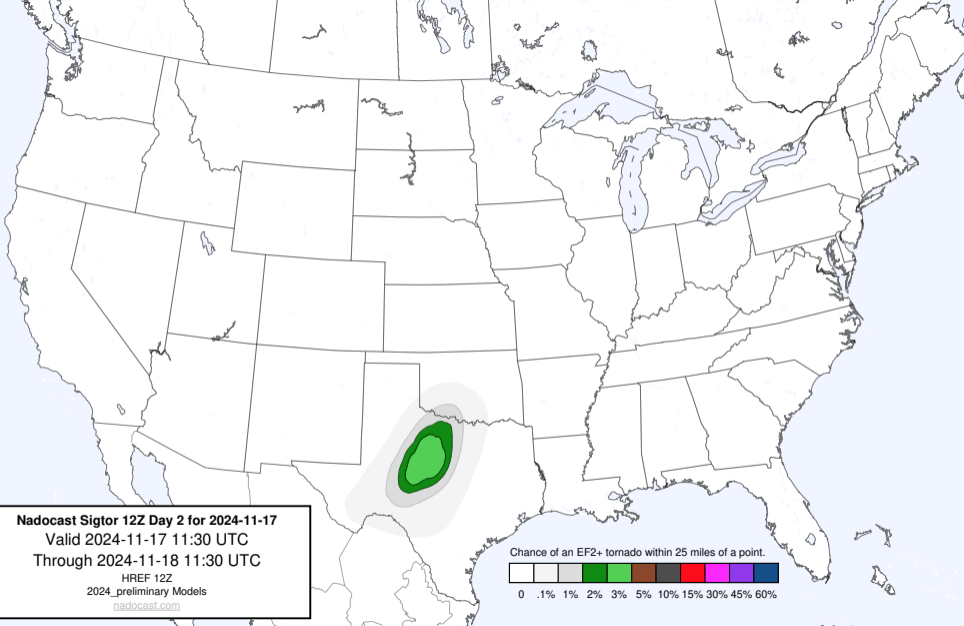 Nadocast Sigtor 12Z Day 2 for 2024-11-17
Valid 2024-11-17 11:30 UTC
Through 2024-11-18 11:30 UTC
HREF 12Z
2024_preliminary Models
nadocast.com
Chance of an EF2+ tornado within 25 miles of a point.
0 .1% 1% 2% 3% 5% 10% 15% 30% 45% 60%